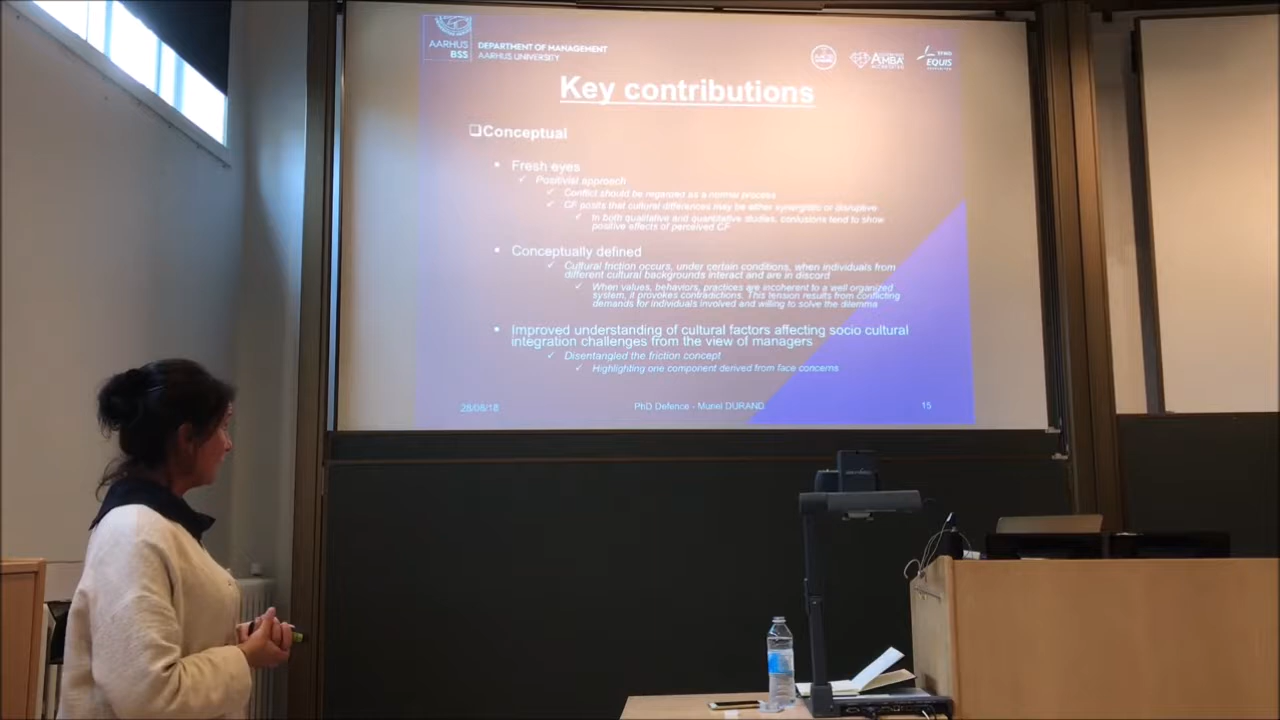 AARHUS
BSS
DEPARTMENT OF MANAGEMENT
AARHUS UNIVERSITY
AMBA
ACCREDITED
EFMD
EQUIS
ACCREDITED
Key contributions
Conceptual
Fresh eyes
Positivist approach
Conflict should be regarded as a normal process
CF posits that cultural differences may be either synergetic or disruptive
In both qualitative and quantitative studies, conlusions tend to show
positive effects of perceived CF
Conceptually defined
Cultural friction occurs, under certain conditions, when individuals from
different cultural backgrounds interact and are in discord
When values, behaviors, practices are incoherent to a well organized
system, it provokes contradictions. This tension results from conflicting
demands for individuals involved and willing to solve the dilemma
Improved understanding of cultural factors affecting socio cultural
integration challenges from the view of managers
Disentangled the friction concept
Highlighting one component derived from face concerns
28/08/18
PhD Defence - Muriel DURAND
15